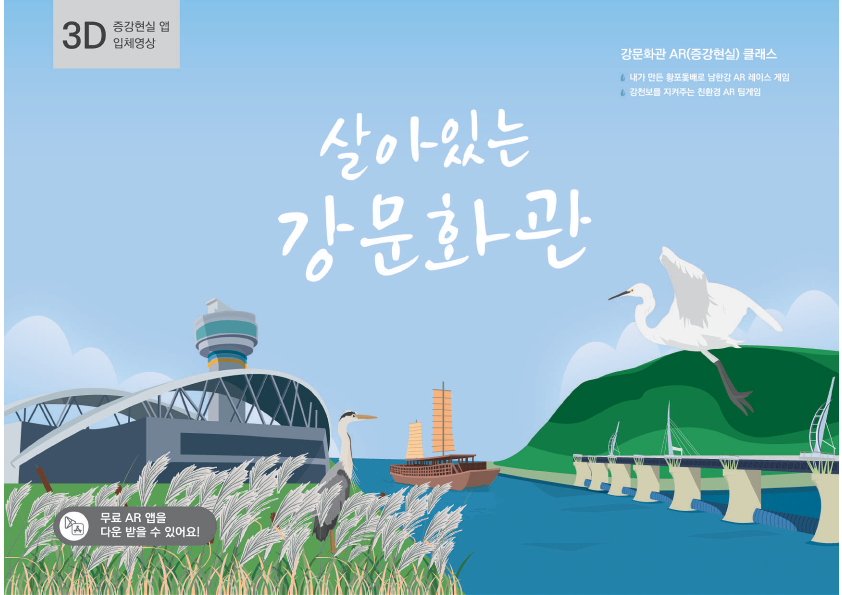 3D 증강현실 앱
입체영상
강문화관 AR(증강현실) 클래스
내가 만든 황포돛배로 남한강 AR 레이스 게임
강천보를 지켜주는 친환경 AR 팀게임
살아있는
강문화관
무료 AR 앱을
다운 받을 수 있어요!